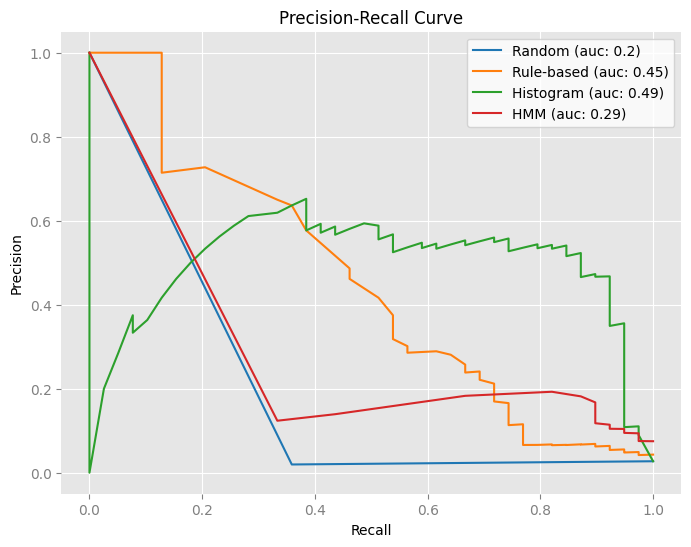 Precision-Recall Curve
Random (auc: 0.2)
Rule-based (auc: 0.45)
Histogram (auc: 0.49)
HMM (auc: 0.29)
Precision
1.0
0.8
0.6
0.4
0.2
0.0
0.0 0.2 0.4 0.6 0.8 1.0
Recall